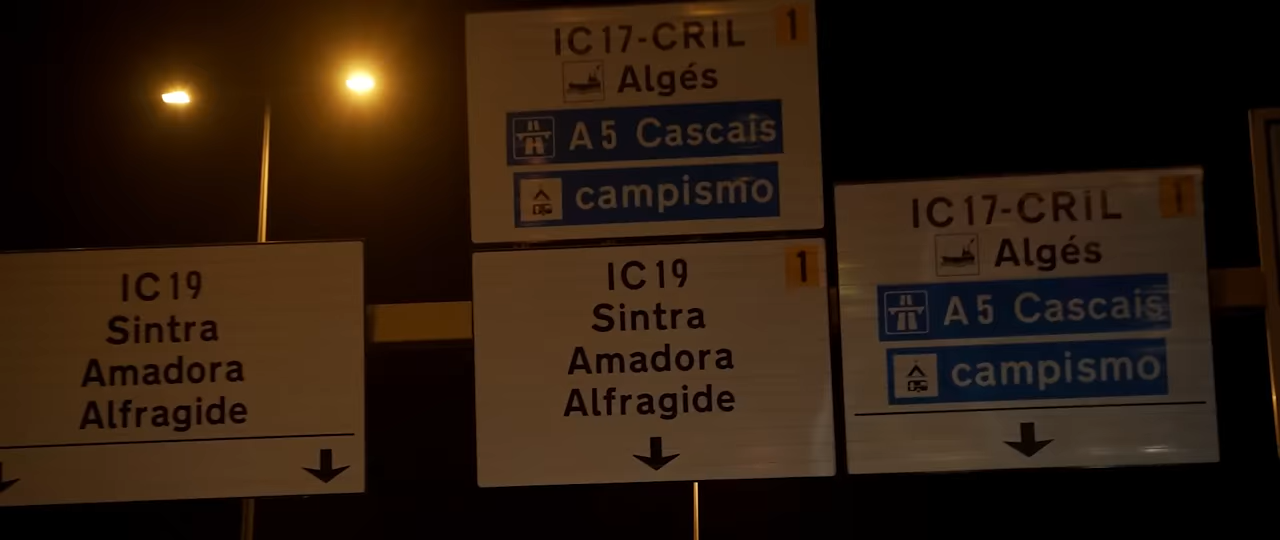 IC19
Sintra
Amadora
Alfragide
IC17-CRIL 1
Algés
A5 Cascais
campismo
IC19 1
Sintra
Amadora
Alfragide
IC17-CRIL 1
Algés
A5 Cascais
campismo